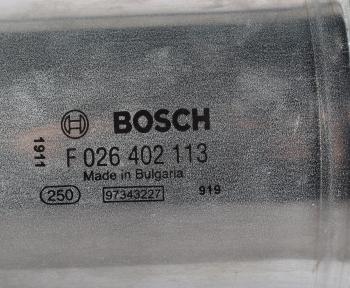 BOSCH
1911
F 026 402 113
Made in Bulgaria
250 97343227 919